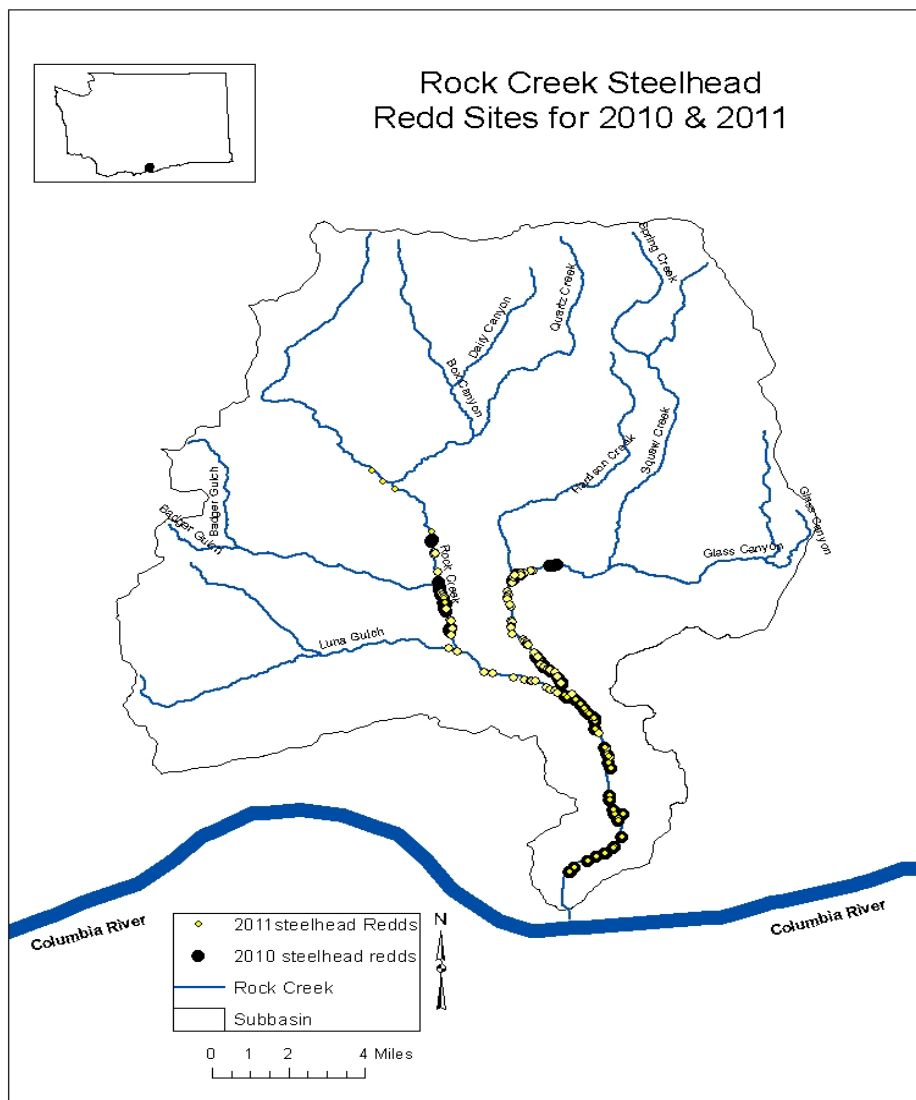 Rock Creek Steelhead
Redd Sites for 2010 & 2011
Spring Creek
Quartz Creek
Daily Canyon
Box Canyon
Squaw Creek
Harrison Creek
Glass Canyon
Glass Canyon
Badger Gulch
Badger Gulch
Rock Creek
Luna Gulch
Columbia River
Columbia River
2011steelhead Redds
2010 steelhead redds
Rock Creek
Subbasin
N
0 1 2 4 Miles